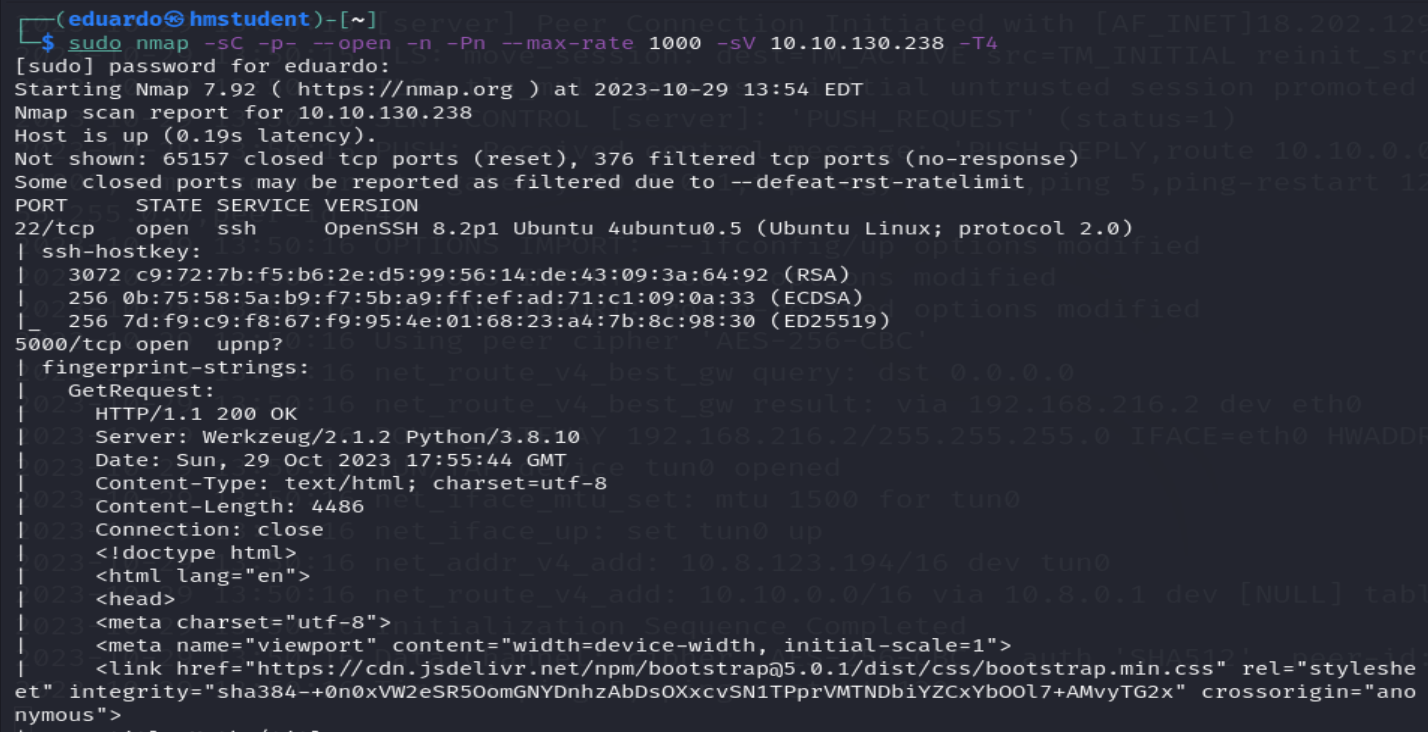 ┌──(eduardo㉿hmstudent)-[~]
└─$ sudo nmap -sC -p- --open -n -Pn --max-rate 1000 -sV 10.10.130.238 -T4
[sudo] password for eduardo:
Starting Nmap 7.92 ( https://nmap.org ) at 2023-10-29 13:54 EDT
Nmap scan report for 10.10.130.238
Host is up (0.19s latency).
Not shown: 65157 closed tcp ports (reset), 376 filtered tcp ports (no-response)
Some closed ports may be reported as filtered due to --defeat-rst-ratelimit
PORT     STATE SERVICE VERSION
22/tcp   open  ssh     OpenSSH 8.2p1 Ubuntu 4ubuntu0.5 (Ubuntu Linux; protocol 2.0)
| ssh-hostkey:
|   3072 c9:72:7b:f5:b6:2e:d5:99:56:14:de:43:09:3a:64:92 (RSA)
|   256 0b:75:58:5a:b9:f7:5b:a9:ff:ef:ad:71:c1:09:0a:33 (ECDSA)
|_  256 7d:f9:c9:f8:67:f9:95:4e:01:68:23:a4:7b:8c:98:30 (ED25519)
5000/tcp open  upnp?
| fingerprint-strings:
|   GetRequest:
|     HTTP/1.1 200 OK
|     Server: Werkzeug/2.1.2 Python/3.8.10
|     Date: Sun, 29 Oct 2023 17:55:44 GMT
|     Content-Type: text/html; charset=utf-8
|     Content-Length: 4486
|     Connection: close
|     <!doctype html>
|     <html lang="en">
|     <head>
|     <meta charset="utf-8">
|     <meta name="viewport" content="width=device-width, initial-scale=1">
|     <link href="https://cdn.jsdelivr.net/npm/bootstrap@5.0.1/dist/css/bootstrap.min.css" rel="styleshe
et" integrity="sha384-+0n0xVW2eSR5OomGNYDnhzAbDsOXxcvSN1TPprVMTNDbiYZCxYbOOl7+AMvyTG2x" crossorigin="ano
nymous">